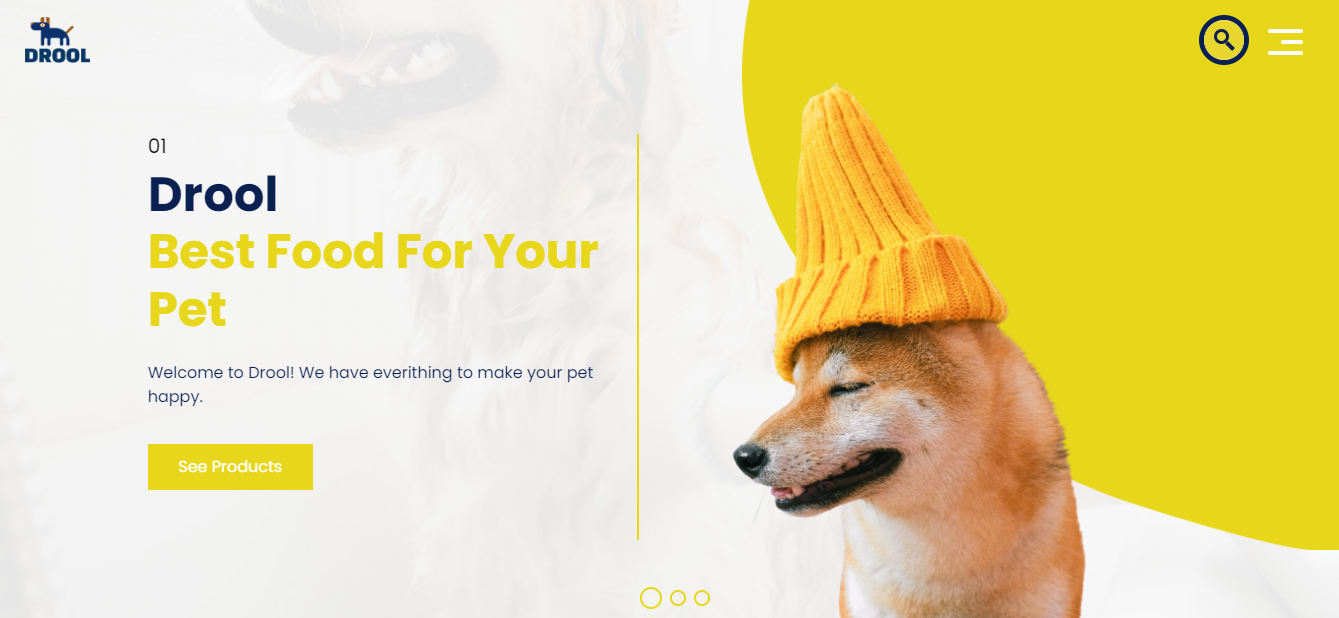 DROOL
01
Drool
Best Food For Your
Pet
Welcome to Drool! We have everithing to make your pet
happy.
See Products